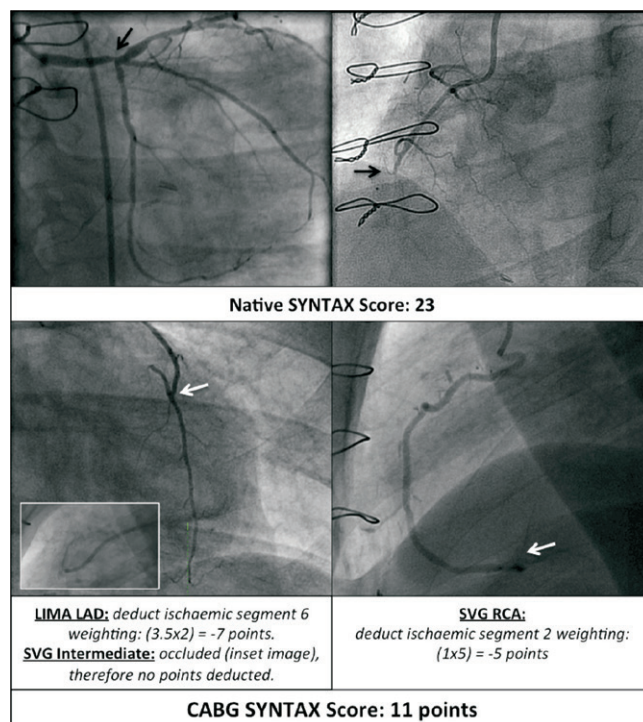 Native SYNTAX Score: 23
LIMA LAD: deduct ischaemic segment 6
weighting: (3.5x2) = -7 points.
SVG Intermediate: occluded (inset image),
therefore no points deducted.
SVG RCA:
deduct ischaemic segment 2 weighting:
(1x5) = -5 points
CABG SYNTAX Score: 11 points